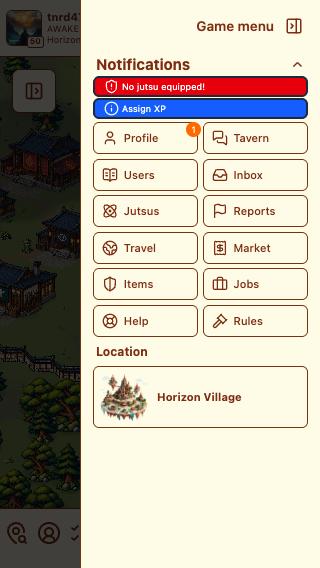 Game menu
tnrd4
AWAKE
50
Horizon
Notifications
No jutsu equipped!
Assign XP
Profile
1
Tavern
Users
Inbox
Jutsus
Reports
Travel
Market
Items
Jobs
Help
Rules
Location
Horizon Village